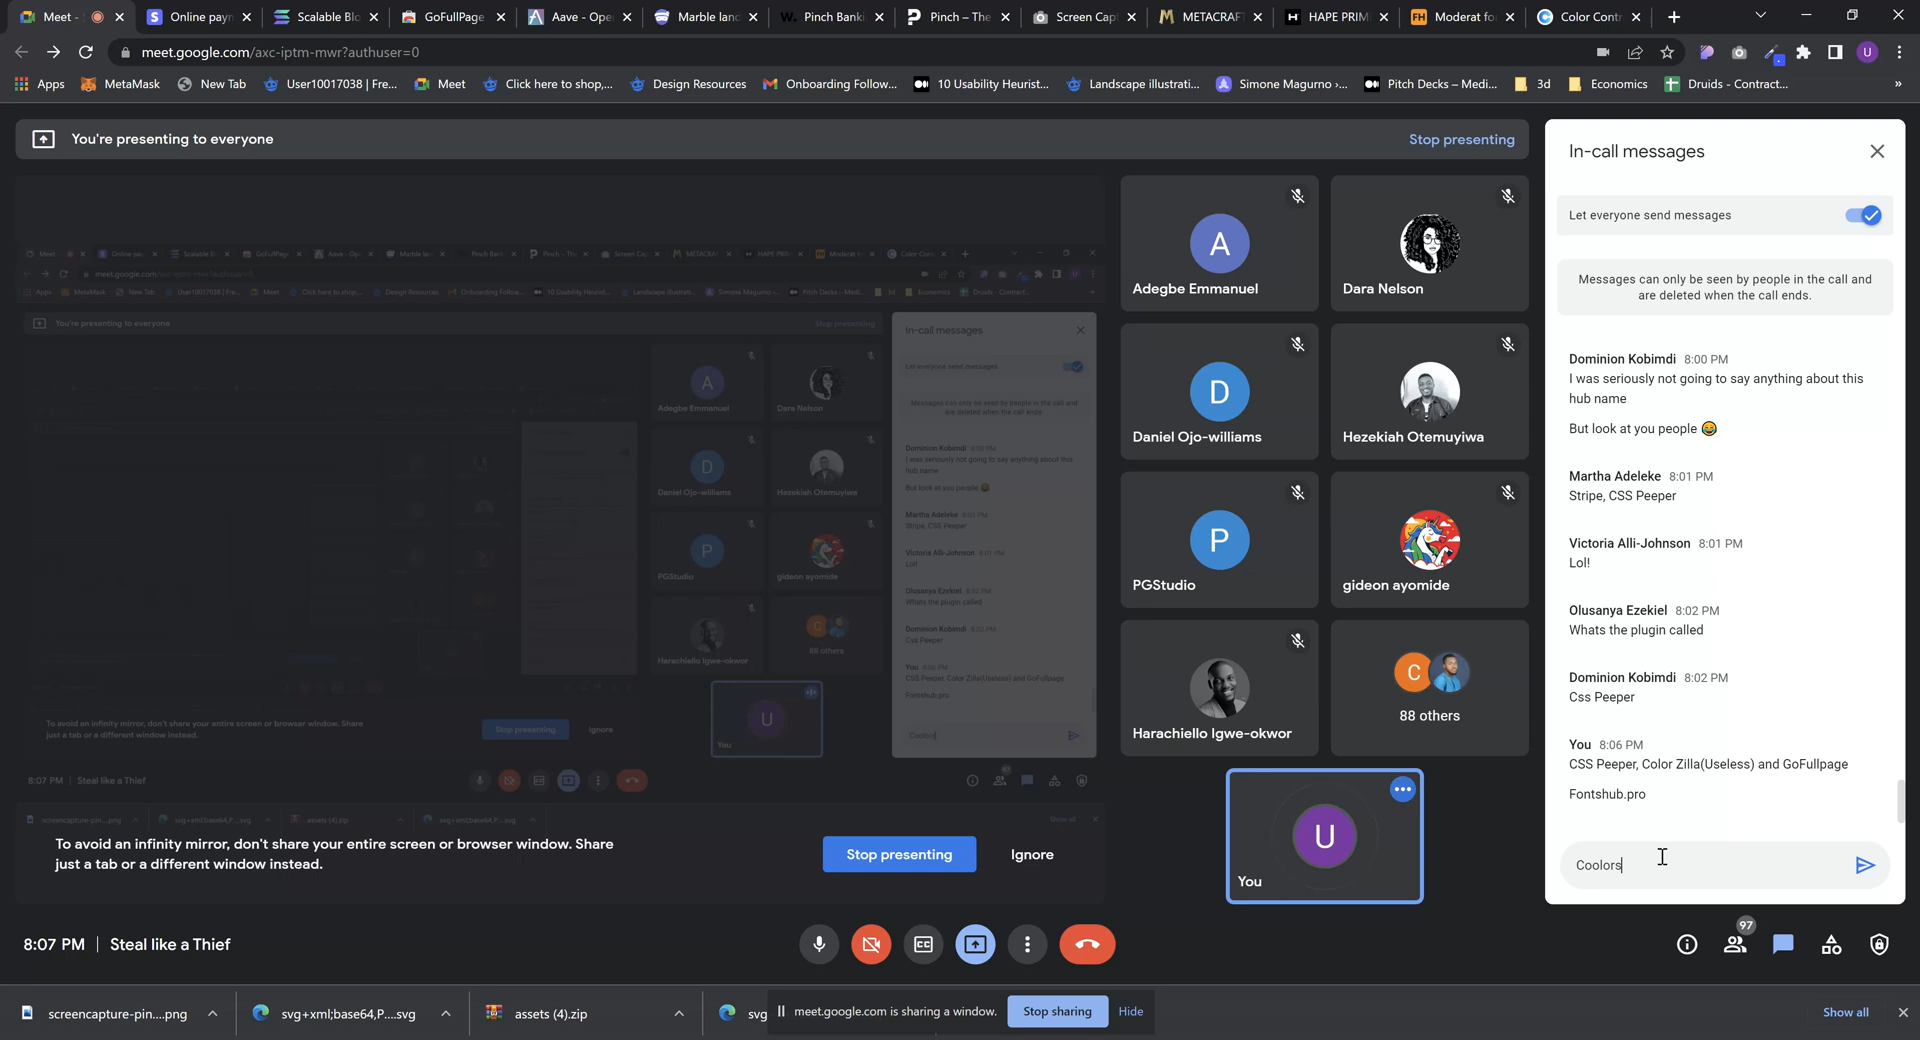 Meet -
Online payn
Scalable Blo
GoFullPage
Aave - Ope
Marble lanc
Pinch Banki
Pinch – The
Screen Cap
METACRAF
HAPE PRIM
Moderat fo
Color Contr
meet.google.com/axc-iptm-mwr?authuser=0
Apps
MetaMask
New Tab
User10017038 | Fre...
Meet
Click here to shop,...
Design Resources
Onboarding Follow...
10 Usability Heurist...
Landscape illustrati...
Simone Magurno ›...
Pitch Decks – Medi...
3d
Economics
Druids - Contract...
You're presenting to everyone
Stop presenting
Adegbe Emmanuel
Dara Nelson
Daniel Ojo-williams
Hezekiah Otemuyiwa
PGStudio
gideon ayomide
Harachiello Igwe-okwor
88 others
You
In-call messages
Let everyone send messages
Messages can only be seen by people in the call and
are deleted when the call ends.
Dominion Kobimdi 8:00 PM
I was seriously not going to say anything about this
hub name
But look at you people 😂
Martha Adeleke 8:01 PM
Stripe, CSS Peeper
Victoria Alli-Johnson 8:01 PM
Lol!
Olusanya Ezekiel 8:02 PM
Whats the plugin called
Dominion Kobimdi 8:02 PM
Css Peeper
You 8:06 PM
CSS Peeper, Color Zilla(Useless) and GoFullpage
Fontshub.pro
Coolors
To avoid an infinity mirror, don't share your entire screen or browser window. Share
just a tab or a different window instead.
Stop presenting
Ignore
8:07 PM | Steal like a Thief
97
screencapture-pin....png
svg+xml;base64,P....svg
assets (4).zip
svg
meet.google.com is sharing a window.
Stop sharing
Hide
Show all